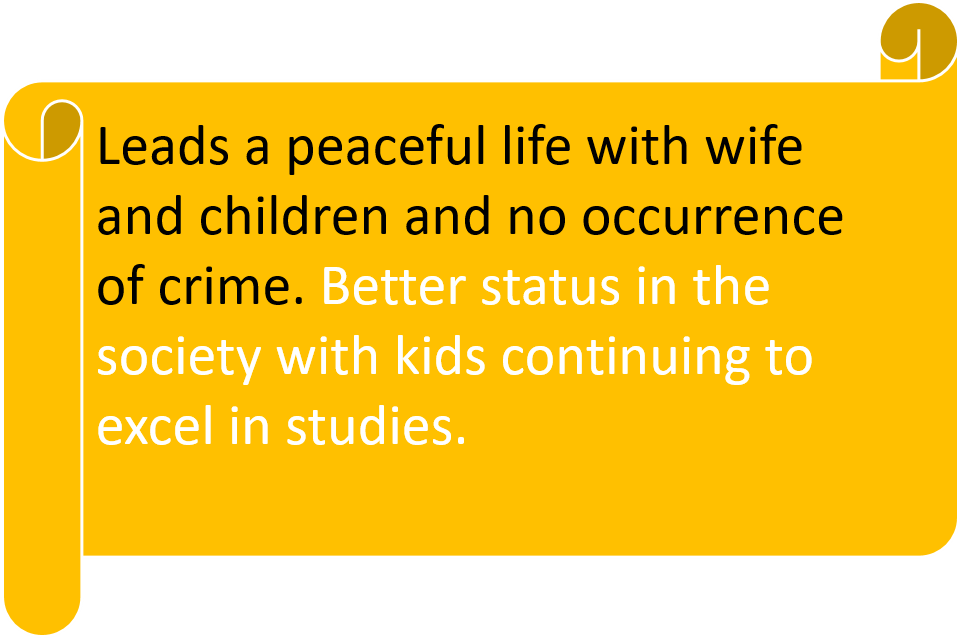 Leads a peaceful life with wife
and children and no occurrence
of crime. Better status in the
society with kids continuing to
excel in studies.